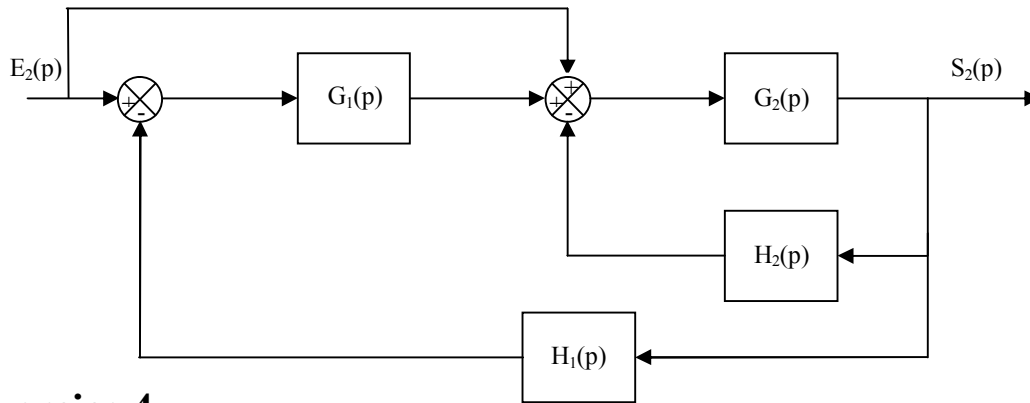 E₂(p)
S₂(p)
G₁(p)
G₂(p)
+
-
+
+
-
H₂(p)
H₁(p)